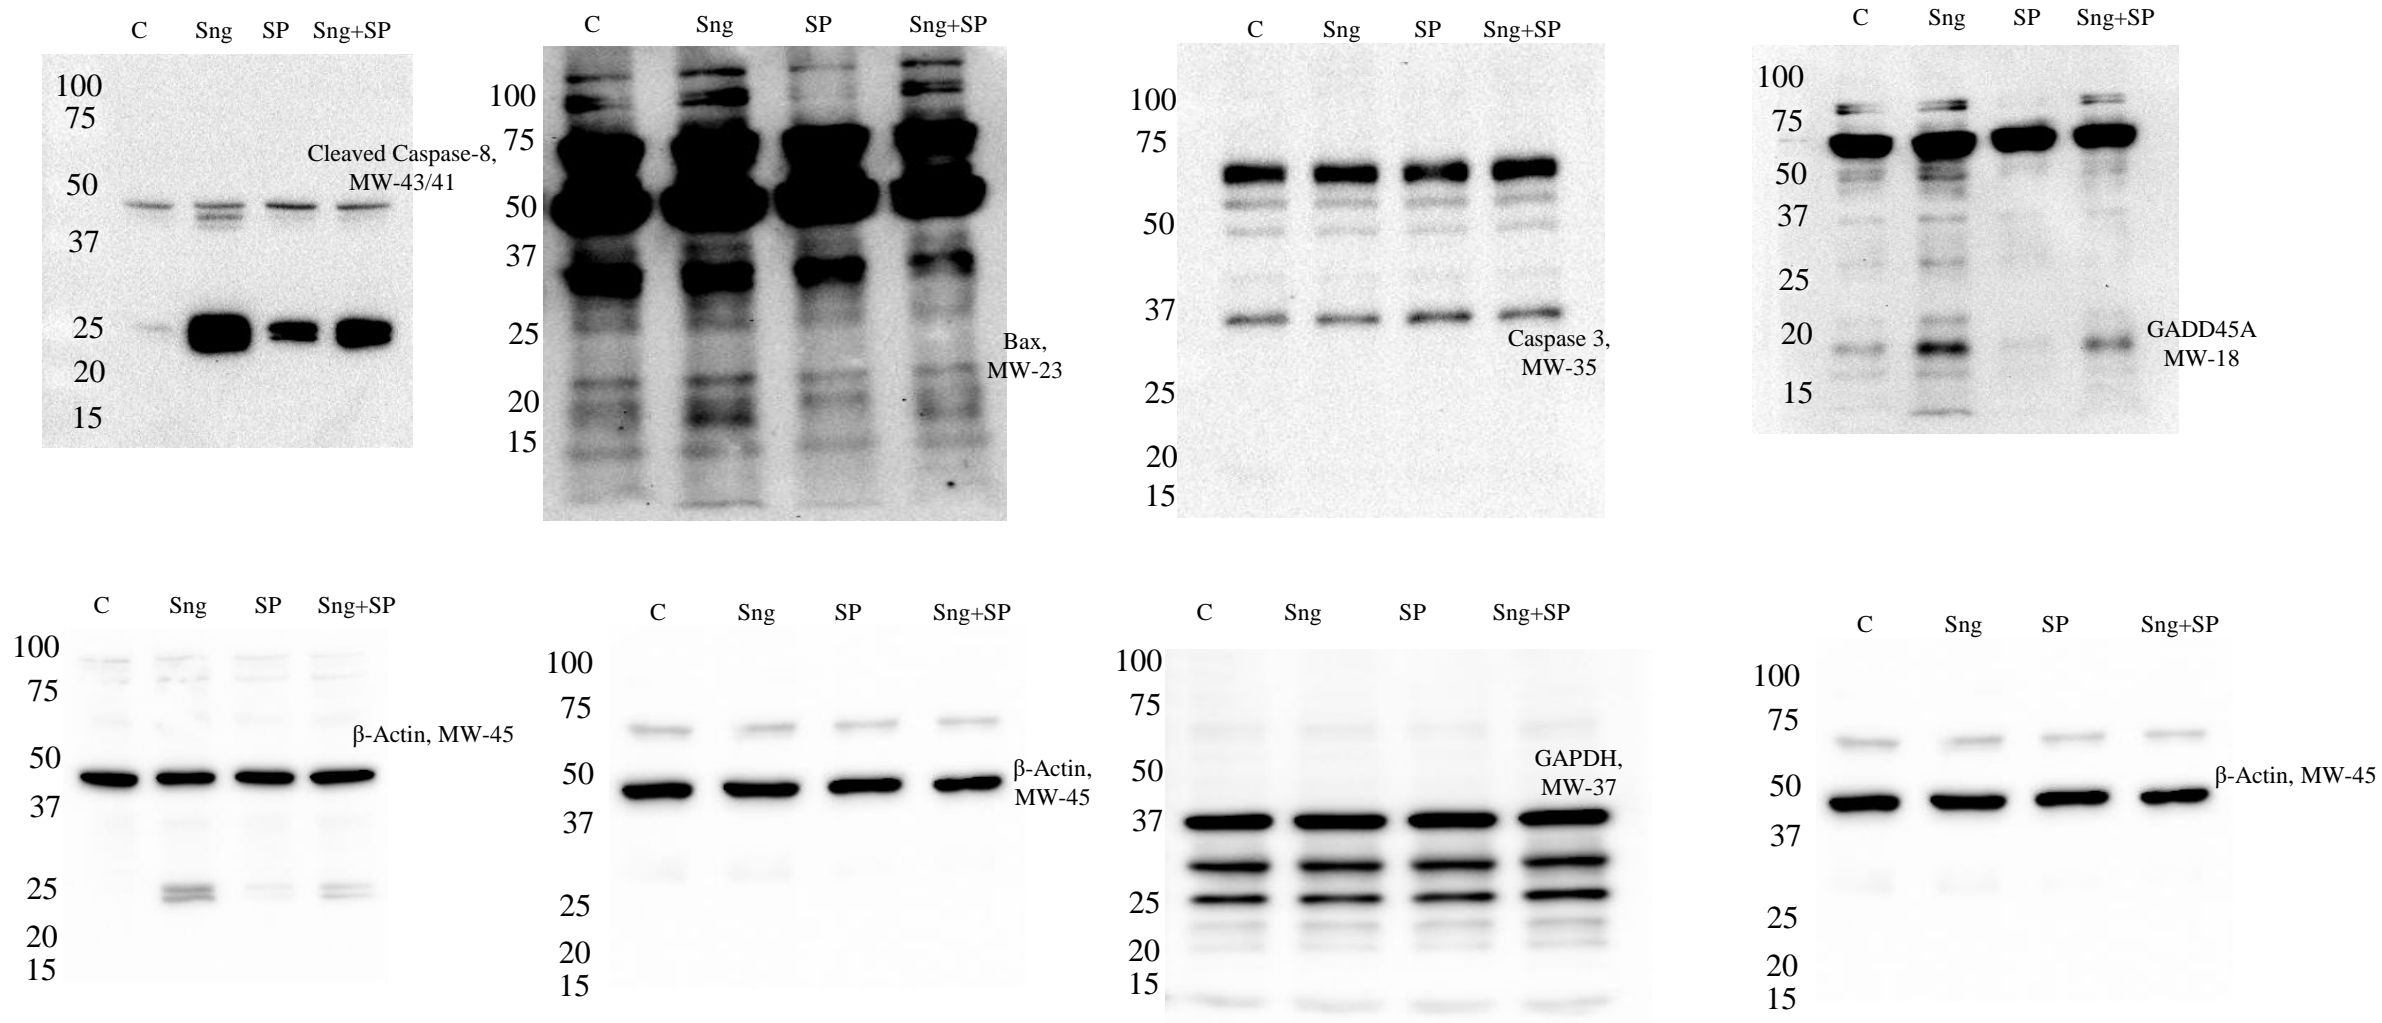 C Sng SP Sng+SP
100
75
Cleaved Caspase-8,
MW-43/41
50
37
25
20
15
C Sng SP Sng+SP
100
75
50
37
25
Bax,
MW-23
20
15
C Sng SP Sng+SP
100
75
50
37
Caspase 3,
MW-35
25
20
15
C Sng SP Sng+SP
100
75
50
37
25
20
GADD45A
MW-18
15
C Sng SP Sng+SP
100
75
β-Actin, MW-45
50
37
25
20
15
C Sng SP Sng+SP
100
75
50
β-Actin,
MW-45
37
25
20
15
C Sng SP Sng+SP
100
75
GAPDH,
MW-37
50
37
25
20
15
C Sng SP Sng+SP
100
75
50
β-Actin, MW-45
37
25
20
15